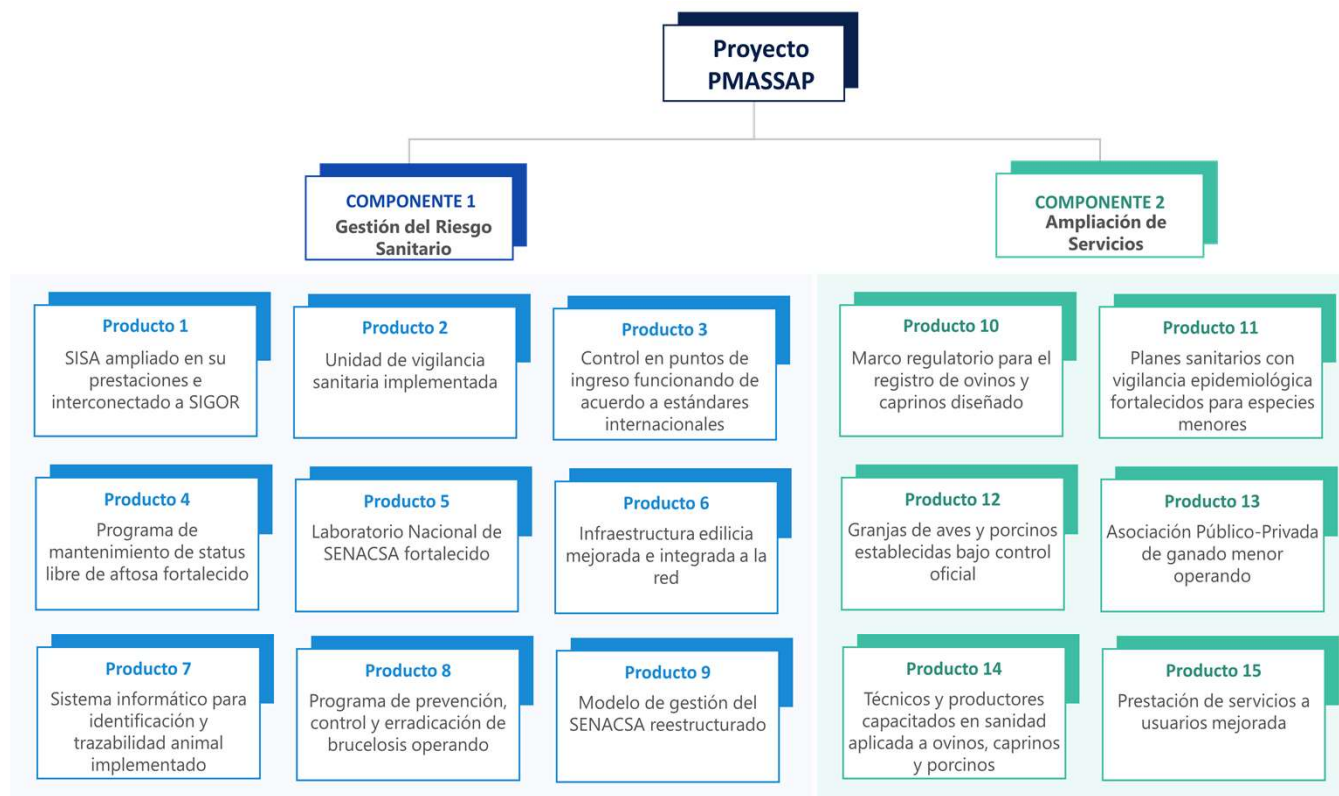 Proyecto
PMASSAP
COMPONENTE 1
Gestión del Riesgo
Sanitario
COMPONENTE 2
Ampliación de
Servicios
Producto 1
SISA ampliado en su
prestaciones e
interconectado a SIGOR
Producto 2
Unidad de vigilancia
sanitaria implementada
Producto 3
Control en puntos de
ingreso funcionando de
acuerdo a estándares
internacionales
Producto 10
Marco regulatorio para el
registro de ovinos y
caprinos diseñado
Producto 11
Planes sanitarios con
vigilancia epidemiológica
fortalecidos para especies
menores
Producto 4
Programa de
mantenimiento de status
libre de aftosa fortalecido
Producto 5
Laboratorio Nacional de
SENACSA fortalecido
Producto 6
Infraestructura edilicia
mejorada e integrada a la
red
Producto 12
Granjas de aves y porcinos
establecidas bajo control
oficial
Producto 13
Asociación Público-Privada
de ganado menor
operando
Producto 7
Sistema informático para
identificación y
trazabilidad animal
implementado
Producto 8
Programa de prevención,
control y erradicación de
brucelosis operando
Producto 9
Modelo de gestión del
SENACSA reestructurado
Producto 14
Técnicos y productores
capacitados en sanidad
aplicada a ovinos, caprinos
y porcinos
Producto 15
Prestación de servicios a
usuarios mejorada